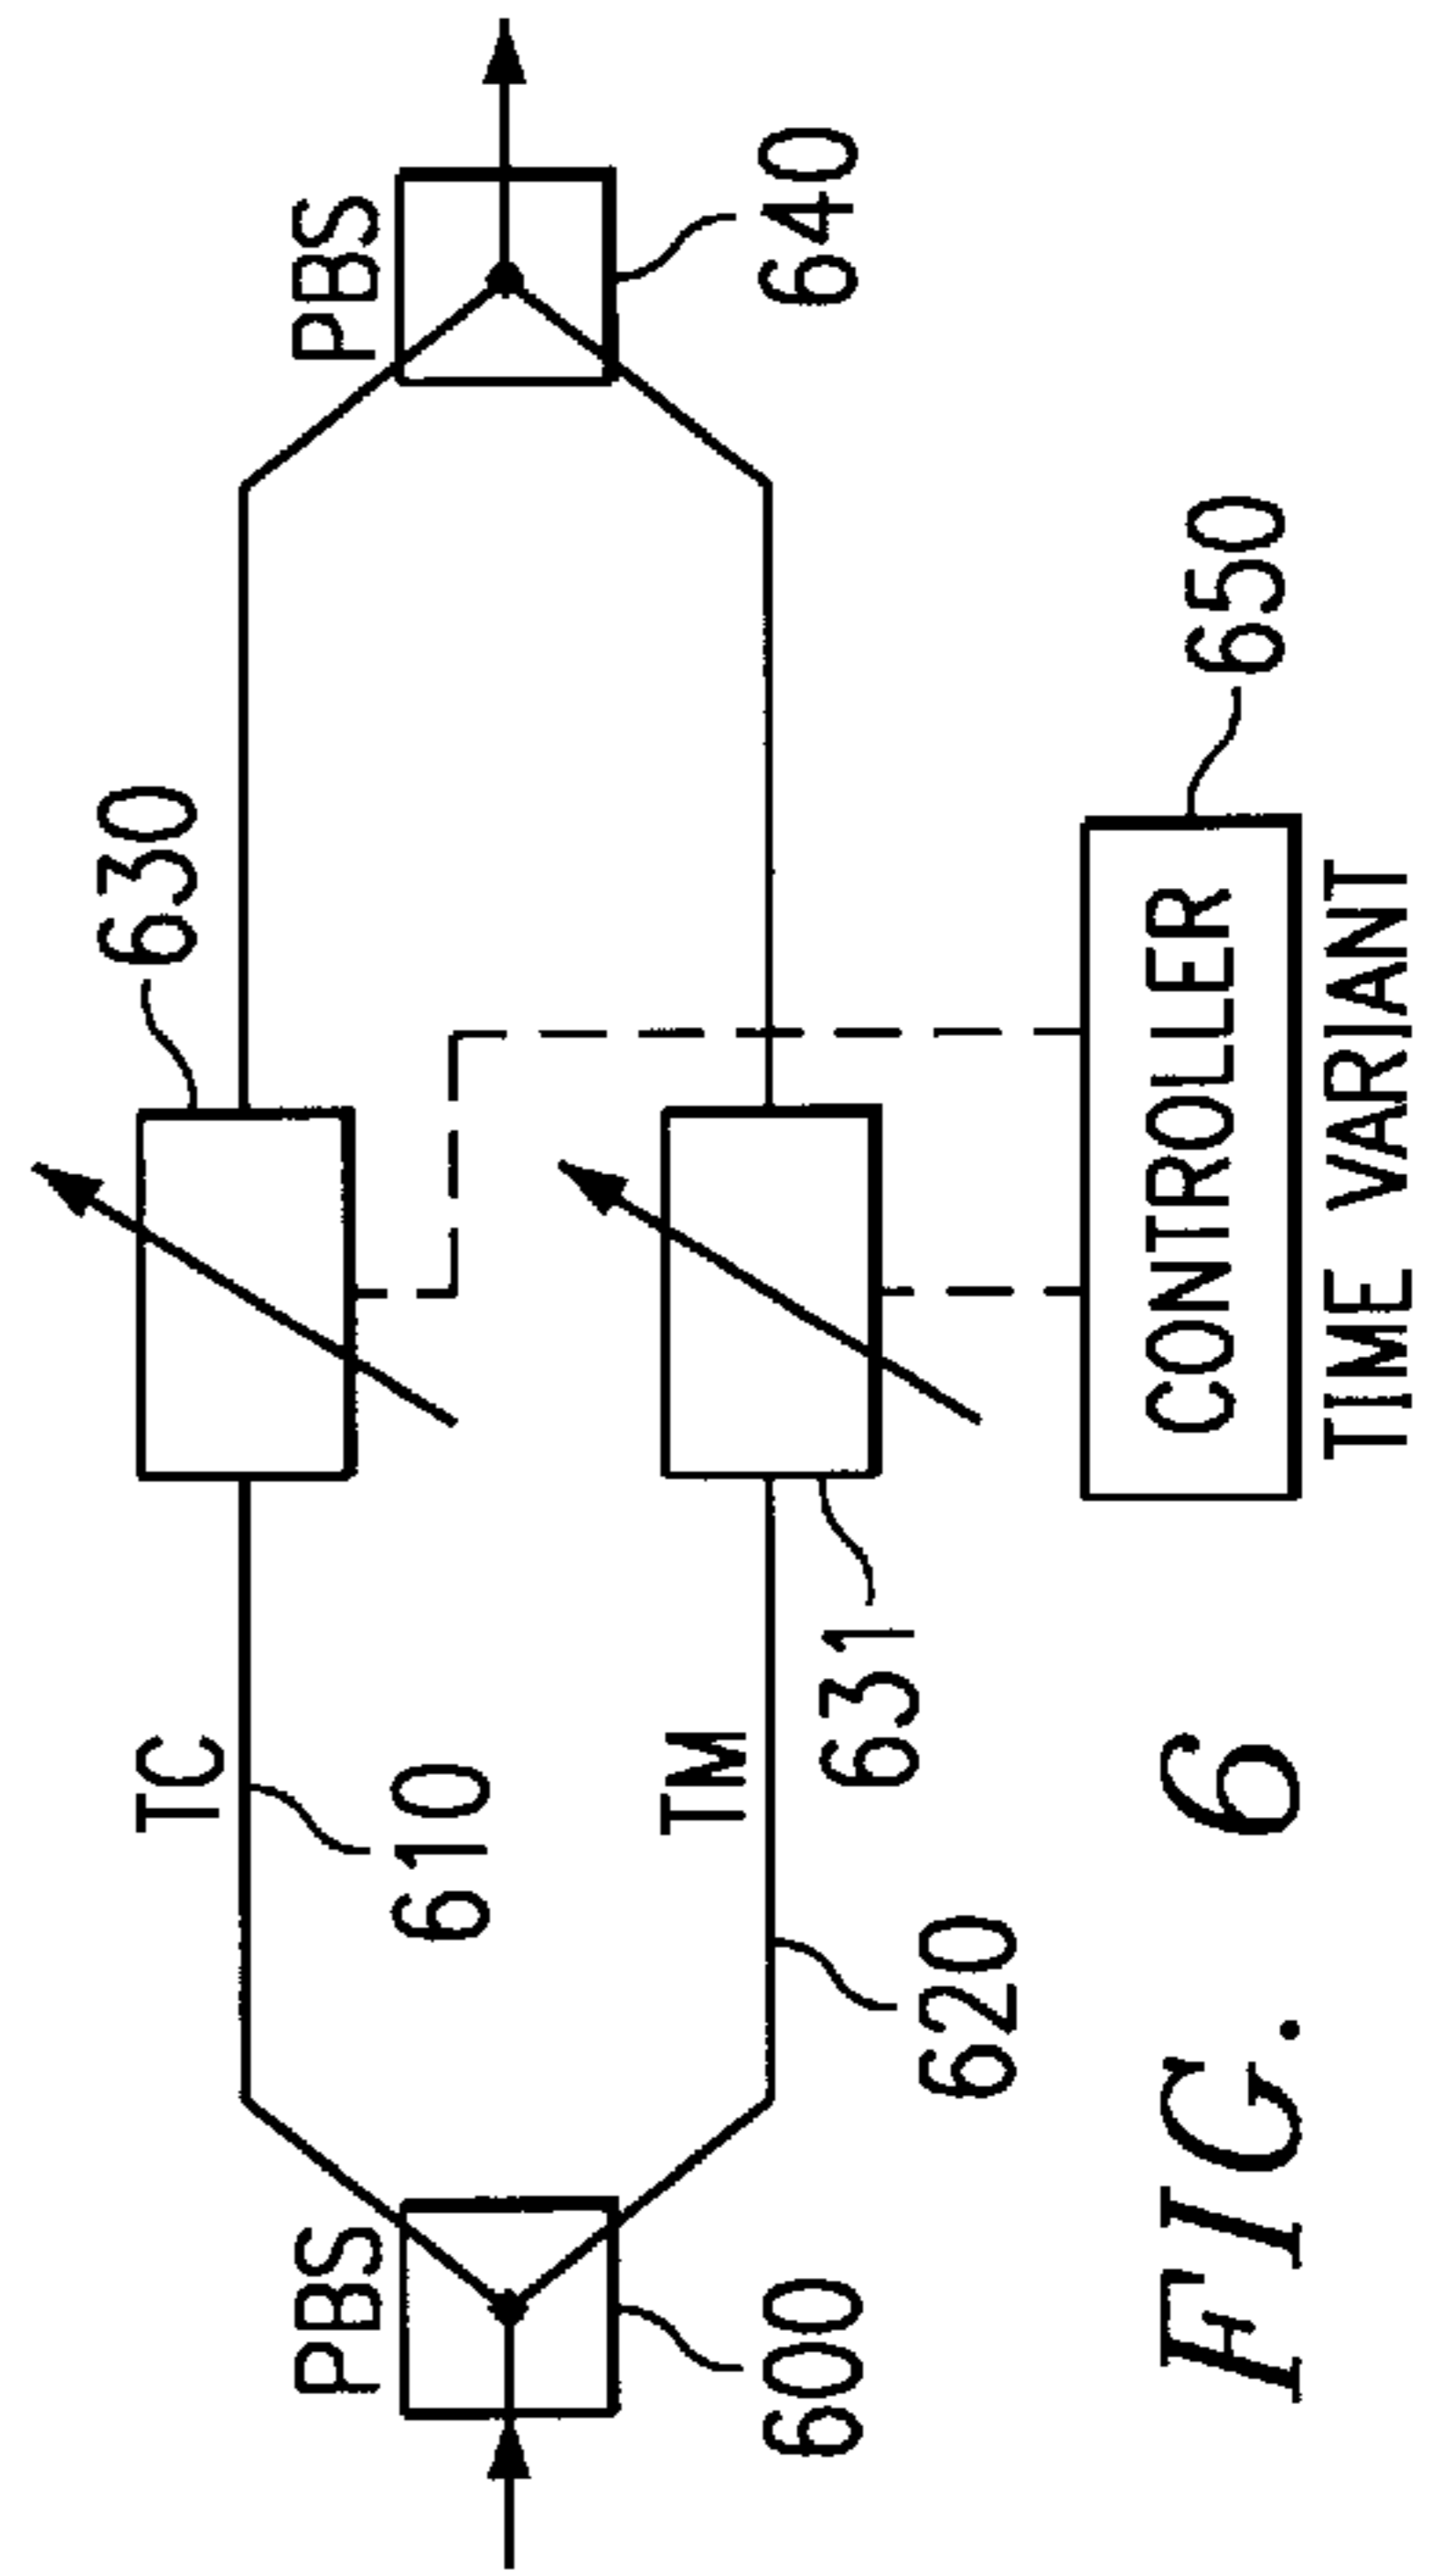 630
TC
610
PBS
PBS
600
640
TM
620
631
CONTROLLER
650
TIME VARIANT
FIG. 6